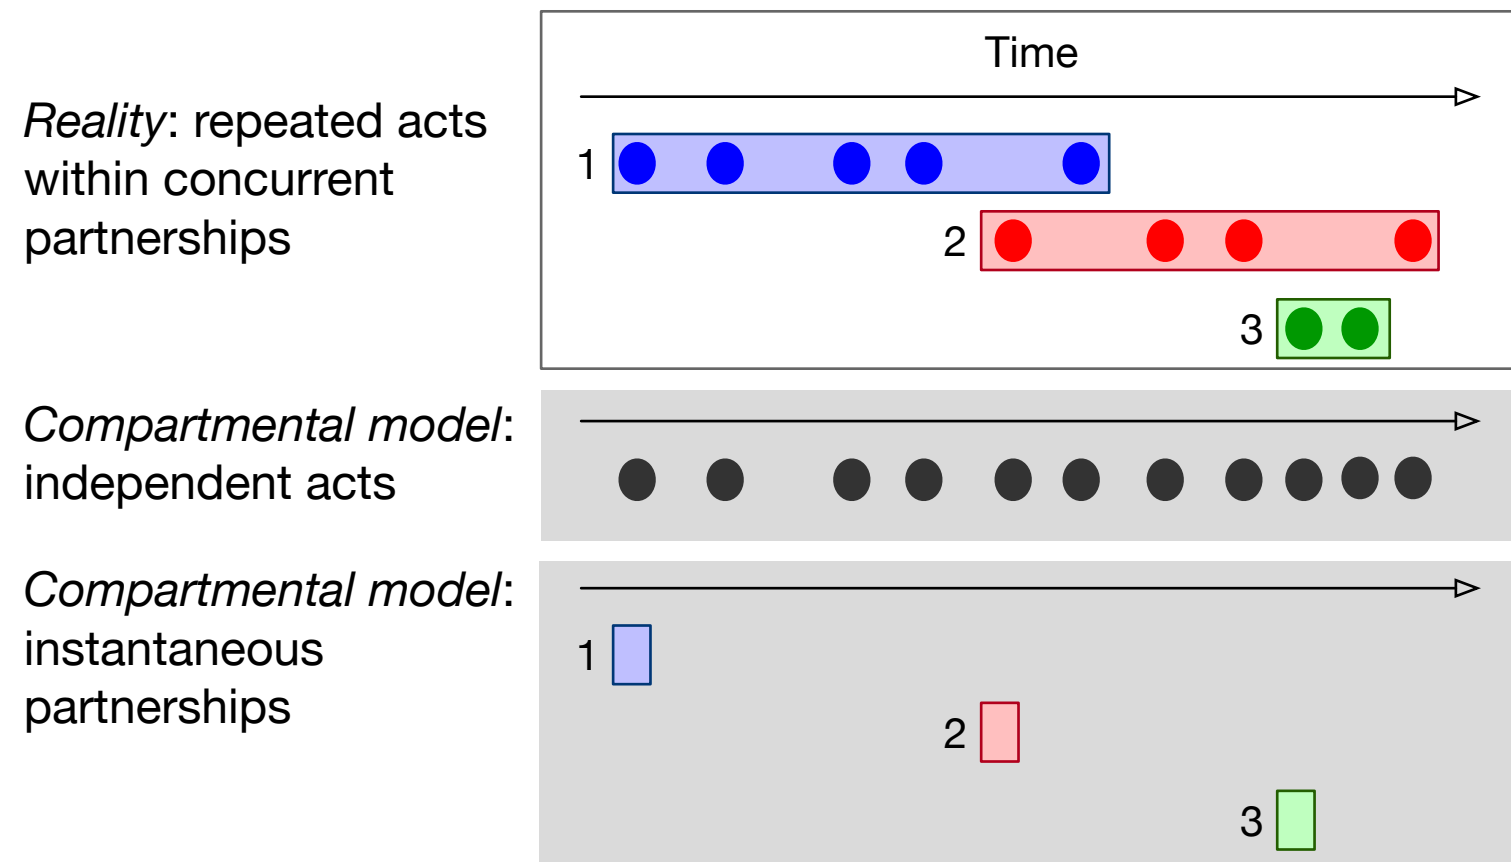 Time
Reality: repeated acts
within concurrent
partnerships
1
2
3
Compartmental model:
independent acts
Compartmental model:
instantaneous
partnerships
1
2
3